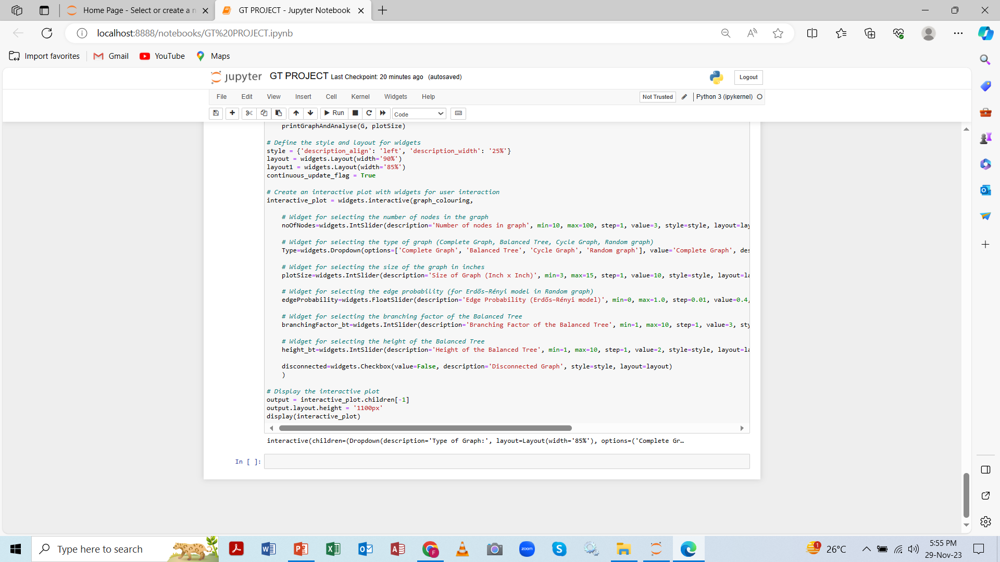 Home Page - Select or create a n
GT PROJECT - Jupyter Notebook
localhost:8888/notebooks/GT%20PROJECT.ipynb
Import favorites
Gmail
YouTube
Maps
jupyter GT PROJECT Last Checkpoint: 20 minutes ago (autosaved)
Logout
File Edit View Insert Cell Kernel Widgets Help
Not Trusted
Python 3 (ipykernel)
Run
Code
printGraphAndAnalyse(G, plotSize)
# Define the style and layout for widgets
style = {'description_align': 'left', 'description_width': '25%'}
layout = widgets.Layout(width='90%')
layout1 = widgets.Layout(width='85%')
continuous_update_flag = True
# Create an interactive plot with widgets for user interaction
interactive_plot = widgets.interactive(graph_colouring,
# Widget for selecting the number of nodes in the graph
noOfNodes=widgets.IntSlider(description='Number of nodes in graph', min=10, max=100, step=1, value=3, style=style, layout=lay
# Widget for selecting the type of graph (Complete Graph, Balanced Tree, Cycle Graph, Random graph)
Type=widgets.Dropdown(options=['Complete Graph', 'Balanced Tree', 'Cycle Graph', 'Random graph'], value='Complete Graph', des
# Widget for selecting the size of the graph in inches
plotSize=widgets.IntSlider(description='Size of Graph (Inch x Inch)', min=3, max=15, step=1, value=10, style=style, layout=la
# Widget for selecting the edge probability (for Erdős–Rényi model in Random graph)
edgeProbability=widgets.FloatSlider(description='Edge Probability (Erdős–Rényi model)', min=0, max=1.0, step=0.01, value=0.4,
# Widget for selecting the branching factor of the Balanced Tree
branchingFactor_bt=widgets.IntSlider(description='Branching Factor of the Balanced Tree', min=1, max=10, step=1, value=3, sty
# Widget for selecting the height of the Balanced Tree
height_bt=widgets.IntSlider(description='Height of the Balanced Tree', min=1, max=10, step=1, value=2, style=style, layout=la
disconnected=widgets.Checkbox(value=False, description='Disconnected Graph', style=style, layout=layout)
)
# Display the interactive plot
output = interactive_plot.children[-1]
output.layout.height = '1100px'
display(interactive_plot)
interactive(children=(Dropdown(description='Type of Graph:', layout=Layout(width='85%'), options=('Complete Gr…
In [ ]:
Type here to search
zoom
1
26°C
5:55 PM
29-Nov-23